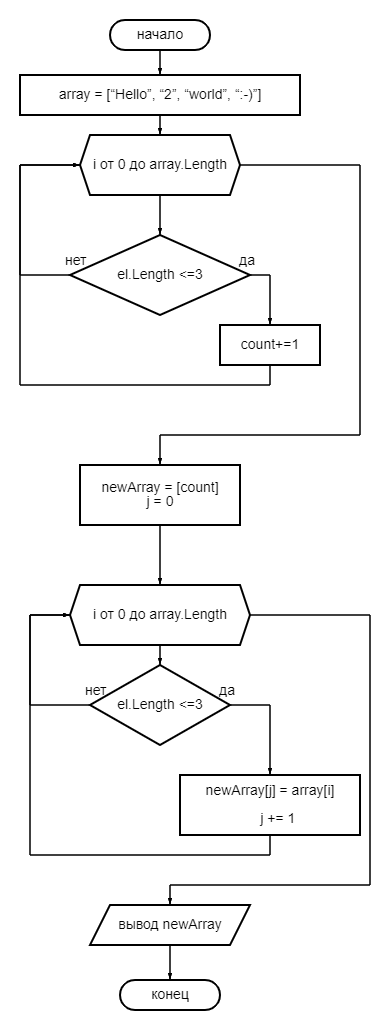 начало
array = [“Hello”, “2”, “world”, “:-)”]
i от 0 до array.Length
нет
да
el.Length <=3
count+=1
newArray = [count]
j = 0
i от 0 до array.Length
нет
да
el.Length <=3
newArray[j] = array[i]
j += 1
вывод newArray
конец